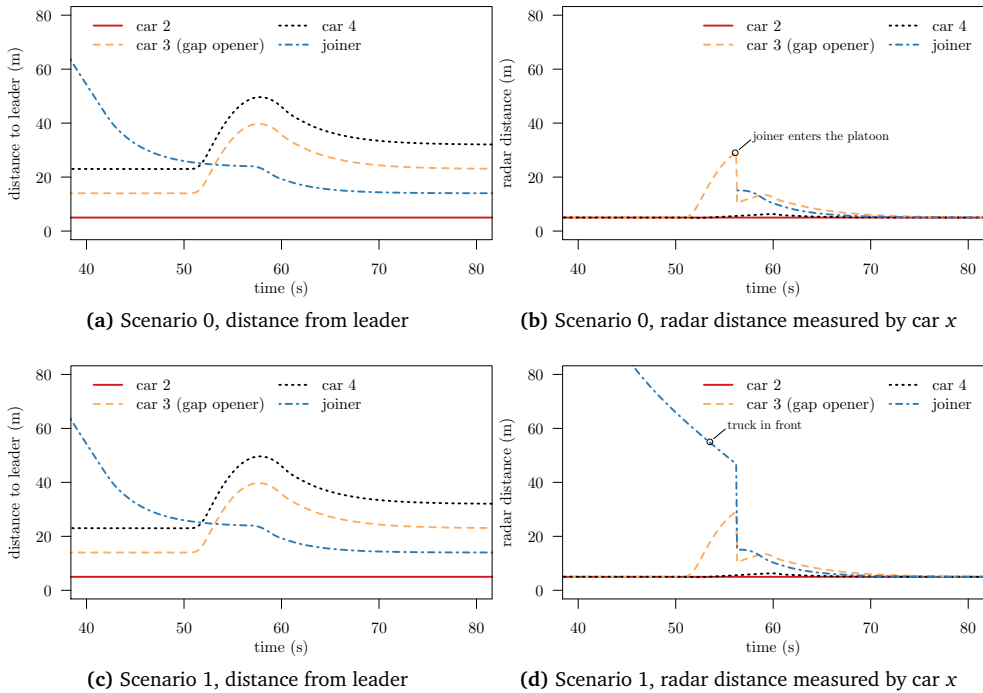 car 2
car 4
car 3 (gap opener)
joiner
distance to leader (m)
80
60
40
20
0
40 50 60 70 80
time (s)
(a) Scenario 0, distance from leader
car 2
car 4
car 3 (gap opener)
joiner
joiner enters the platoon
radar distance (m)
80
60
40
20
0
40 50 60 70 80
time (s)
(b) Scenario 0, radar distance measured by car x
car 2
car 4
car 3 (gap opener)
joiner
distance to leader (m)
80
60
40
20
0
40 50 60 70 80
time (s)
(c) Scenario 1, distance from leader
car 2
car 4
car 3 (gap opener)
joiner
truck in front
radar distance (m)
80
60
40
20
0
40 50 60 70 80
time (s)
(d) Scenario 1, radar distance measured by car x